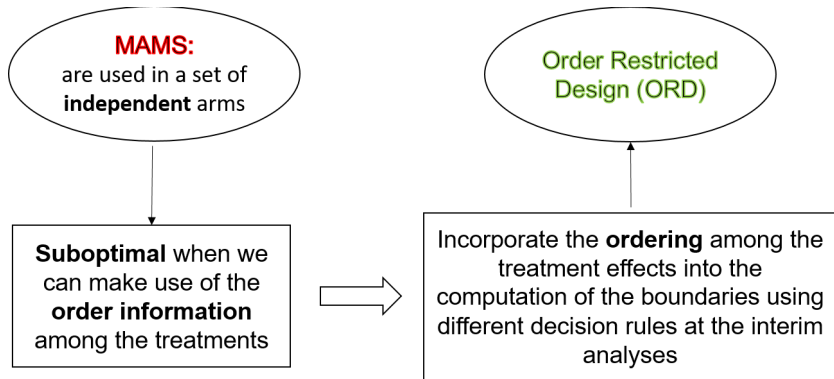 MAMS:
are used in a set of
independent arms
Suboptimal when we
can make use of the
order information
among the treatments
Order Restricted
Design (ORD)
Incorporate the ordering among the
treatment effects into the
computation of the boundaries using
different decision rules at the interim
analyses